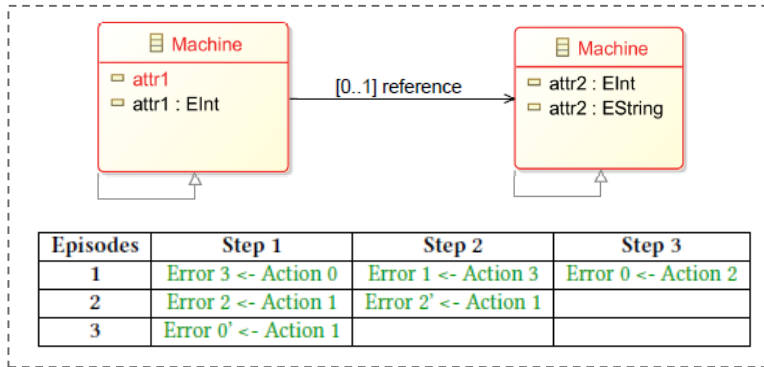 Machine
attr1
attr1 : EInt
[0..1] reference
Machine
attr2 : EInt
attr2 : EString
Episodes Step 1 Step 2 Step 3
1 Error 3 <- Action 0 Error 1 <- Action 3 Error 0 <- Action 2
2 Error 2 <- Action 1 Error 2' <- Action 1
3 Error 0' <- Action 1